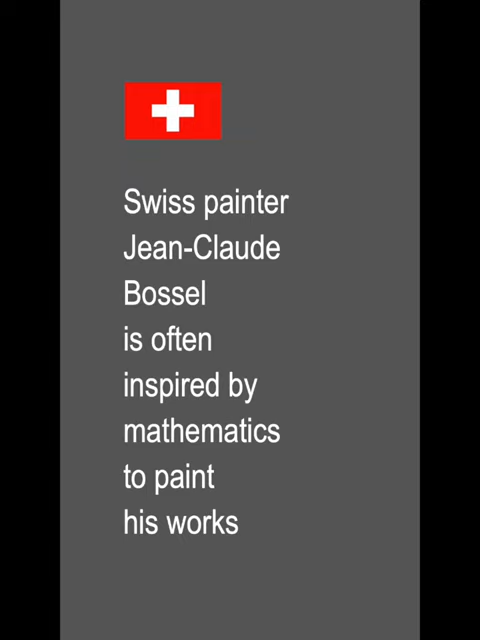 Swiss painter
Jean-Claude
Bossel
is often
inspired by
mathematics
to paint
his works